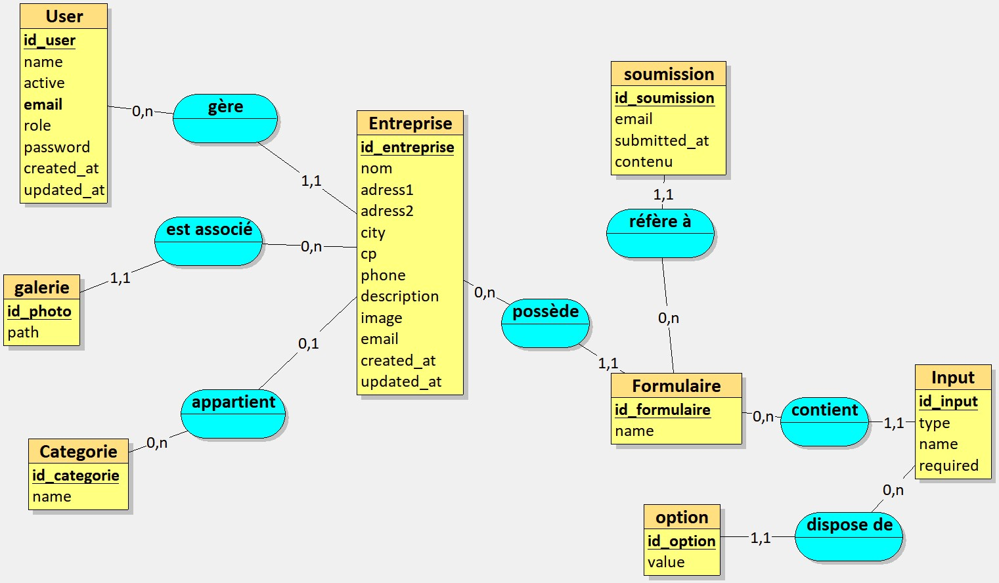 User
id_user
name
active
email
role
password
created_at
updated_at
0,n
gère
1,1
Entreprise
id_entreprise
nom
adress1
adress2
city
cp
phone
description
image
email
created_at
updated_at
est associé
0,n
1,1
galerie
id_photo
path
0,1
appartient
0,n
Categorie
id_categorie
name
0,n
possède
1,1
soumission
id_soumission
email
submitted_at
contenu
1,1
réfère à
0,n
Formulaire
id_formulaire
name
0,n
contient
1,1
Input
id_input
type
name
required
0,n
dispose de
1,1
option
id_option
value